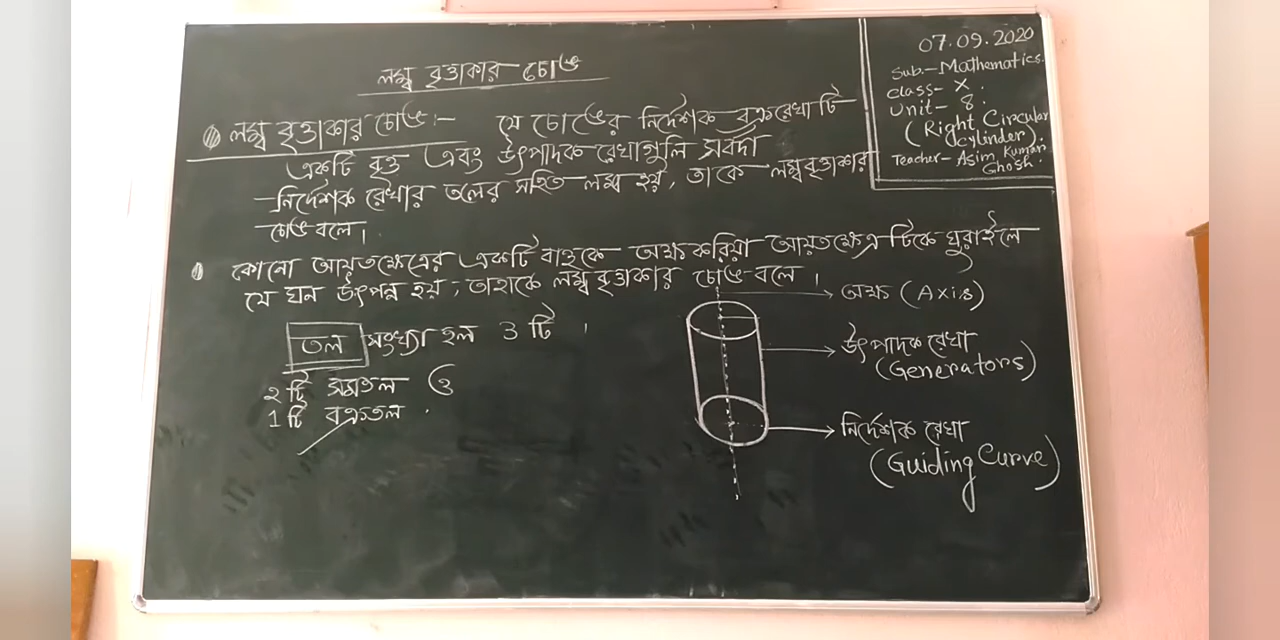 লম্ব বৃত্তাকার চোঙ
07.09.2020
Sub.- Mathematics.
Class- X.
Unit- 8.
(Right Circular
Cylinder).
Teacher- Asim Kumar
Ghosh.
লম্ব বৃত্তাকার চোঙ :- যে চোঙের নির্দেশক বক্ররেখাটি
একটি বৃত্ত এবং উৎপাদক রেখাগুলি সর্বদা
নির্দেশক রেখার তলের সহিত লম্ব হয়, তাকে লম্ববৃত্তাকার
চোঙ বলে।
কোনো আয়তক্ষেত্রের একটি বাহুকে অক্ষ করিয়া আয়তক্ষেত্রটিকে ঘুরাইলে
যে ঘন উৎপন্ন হয়, তাহাকে লম্ব বৃত্তাকার চোঙ বলে।
তল সংখ্যা হল 3 টি।
২টি সমতল ও
1টি বক্রতল
অক্ষ (Axis)
উৎপাদক রেখা
(Generators)
নির্দেশক রেখা
(Guiding Curve)